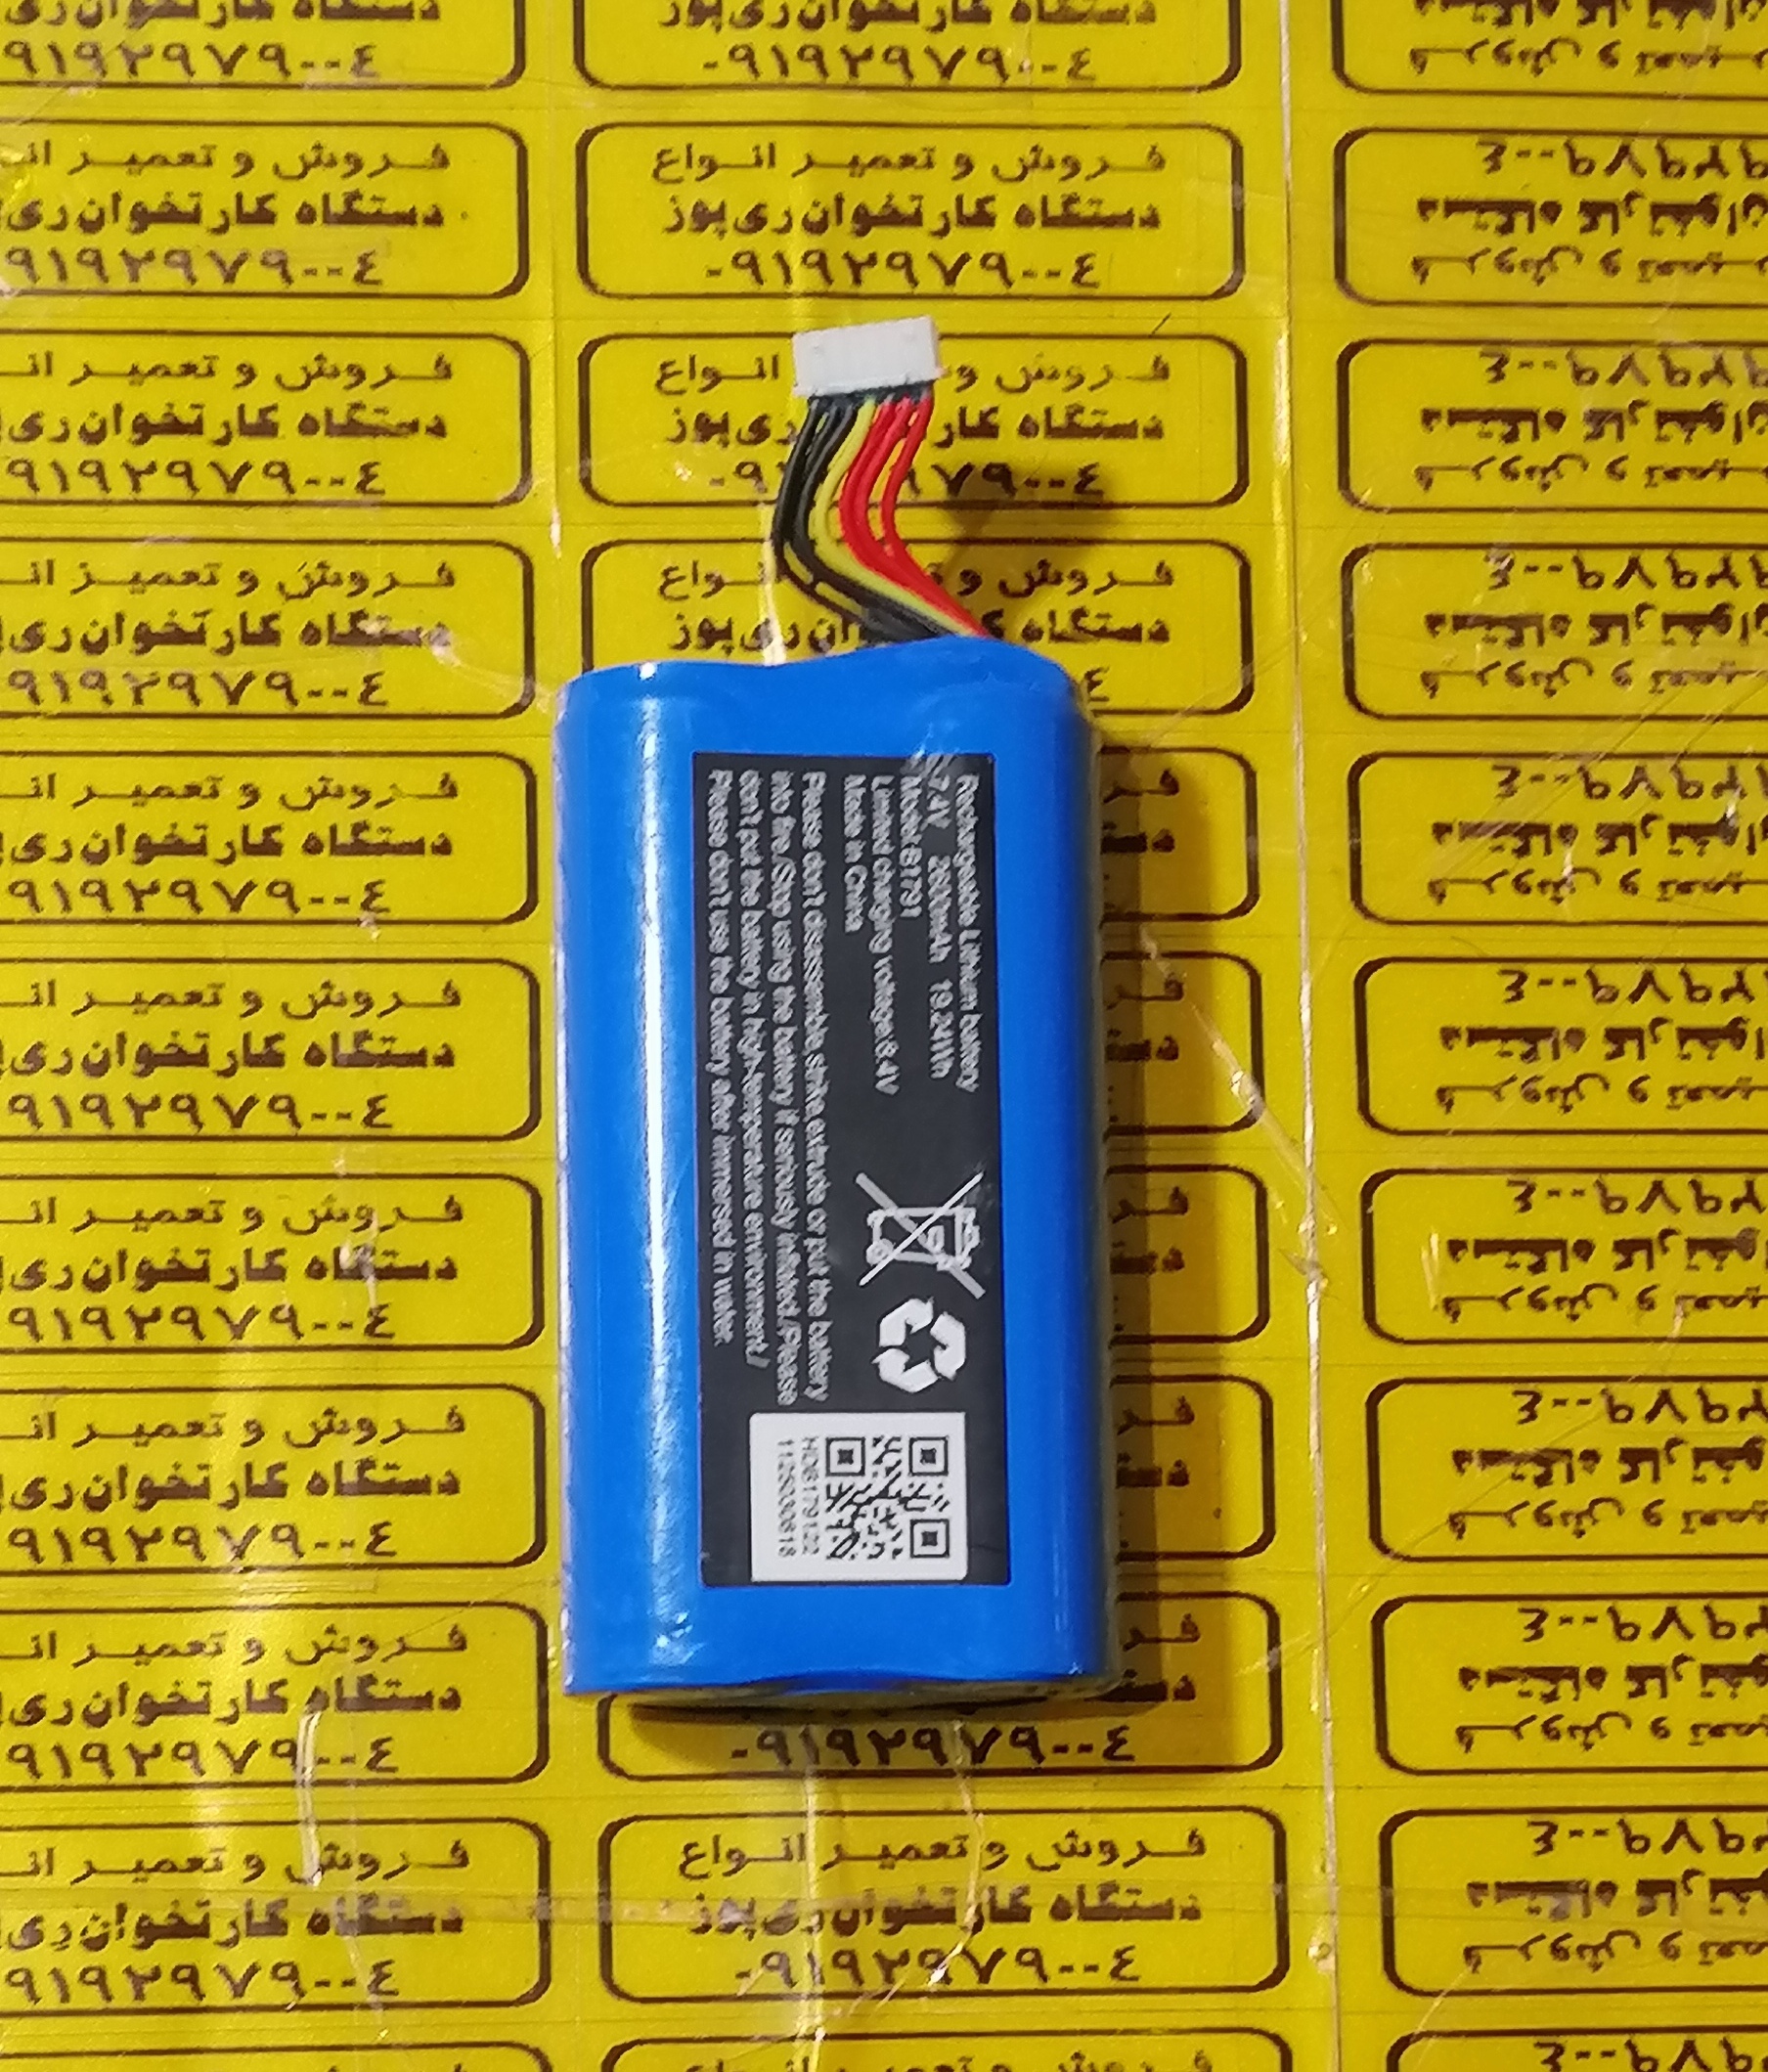 Rechargeable Lithium battery
7.4V 2600mAh 19.24Wh
Model: B1791
Limited charging voltage:8.4V
Made in China
Please don't disassemble, strike, extrude or put the battery
into fire./Stop using the battery if seriously inflated./Please
don't put the battery in high-temperature environment./
Please don't use the battery after immersed in water.
فروش و تعمیر انواع
دستگاه کارتخوان ری‌پوز
۰۹۱۹۲۹۷۹۰۰٤